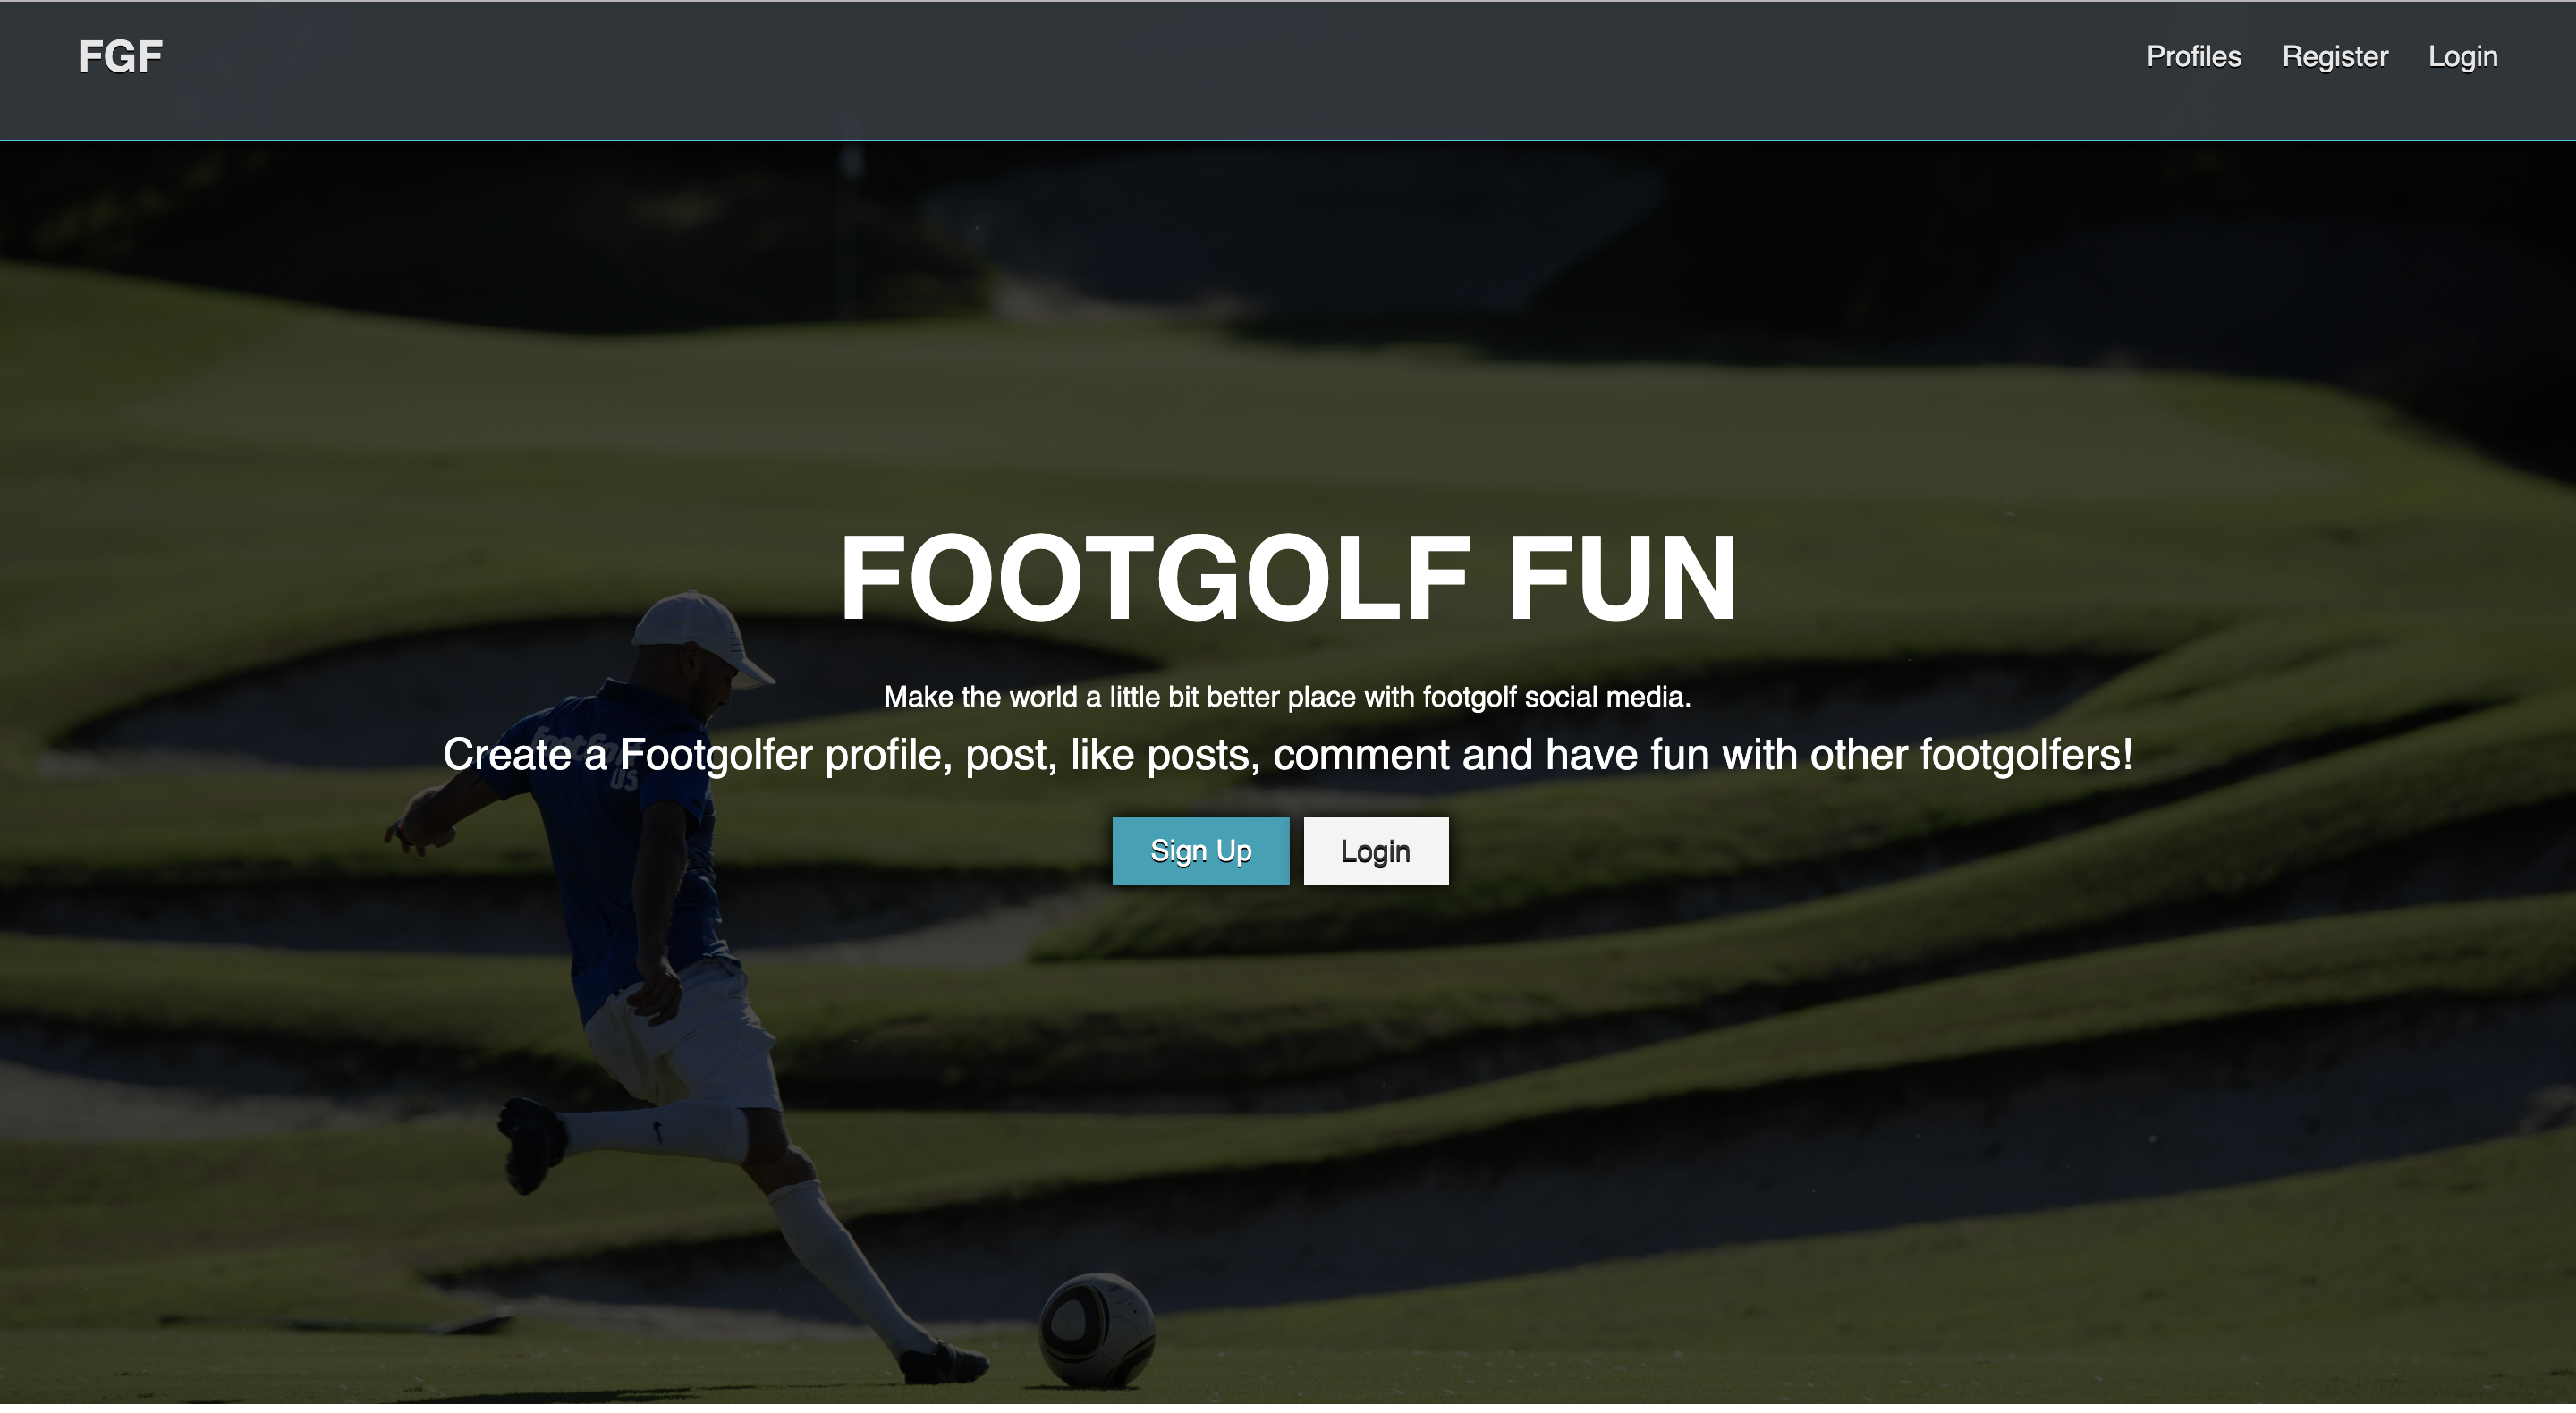 FGF
Profiles Register Login
FOOTGOLF FUN
Make the world a little bit better place with footgolf social media.
Create a Footgolfer profile, post, like posts, comment and have fun with other footgolfers!
US
Sign Up Login